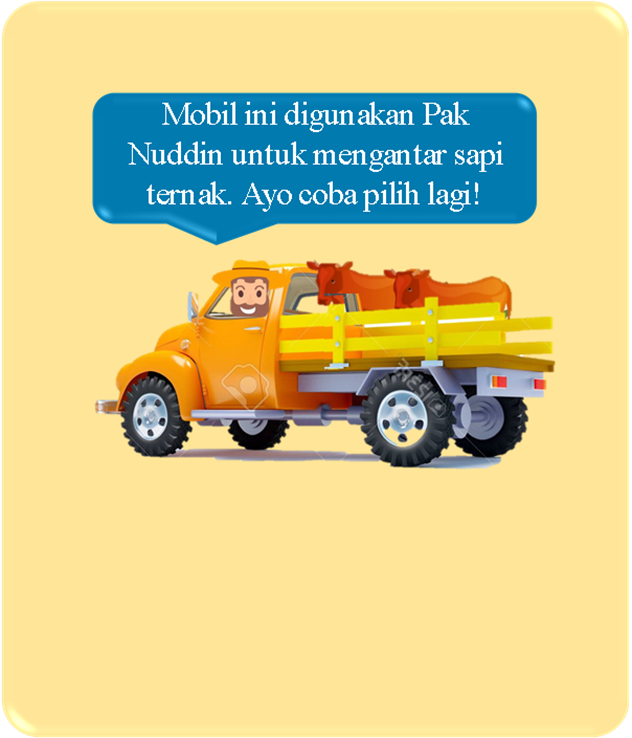 Mobil ini digunakan Pak
Nuddin untuk mengantar sapi
ternak. Ayo coba pilih lagi!